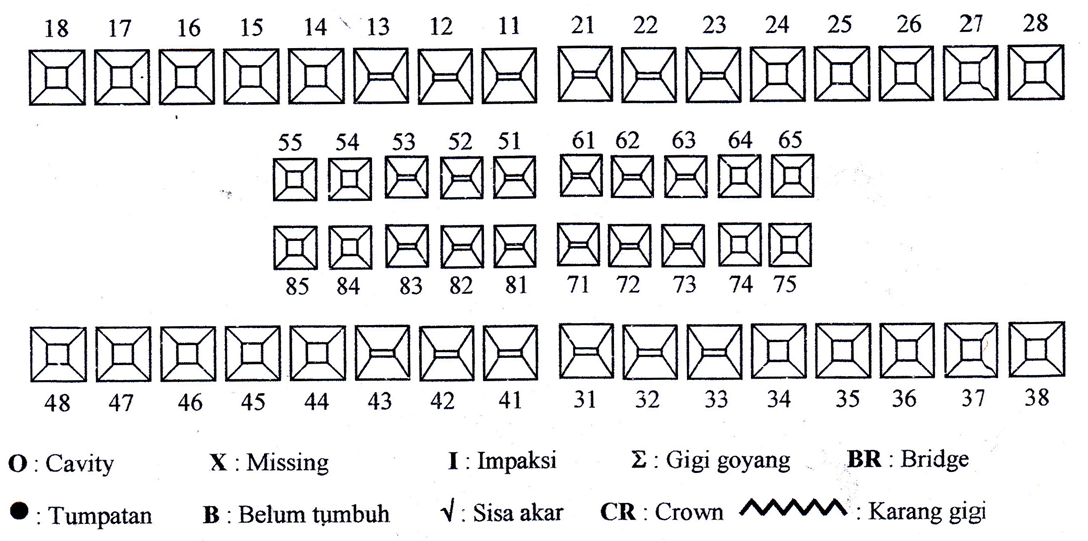 18 17 16 15 14 13 12 11 21 22 23 24 25 26 27 28
55 54 53 52 51 61 62 63 64 65
85 84 83 82 81 71 72 73 74 75
48 47 46 45 44 43 42 41 31 32 33 34 35 36 37 38
O : Cavity X : Missing I : Impaksi Σ : Gigi goyang BR : Bridge
● : Tumpatan B : Belum tumbuh √ : Sisa akar CR : Crown : Karang gigi